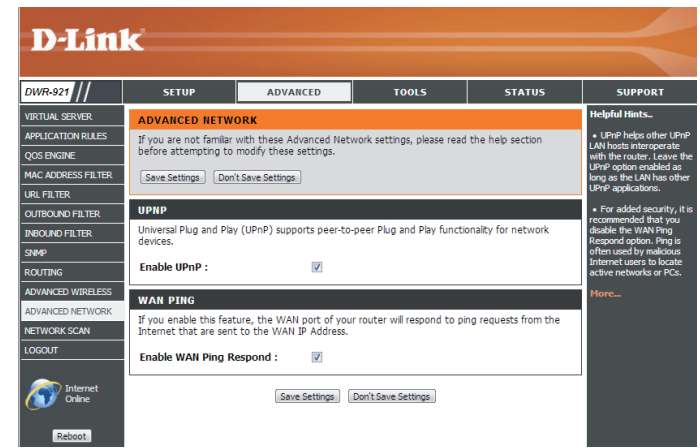 D-Link
DWR-921
SETUP
ADVANCED
TOOLS
STATUS
SUPPORT
VIRTUAL SERVER
APPLICATION RULES
QOS ENGINE
MAC ADDRESS FILTER
URL FILTER
OUTBOUND FILTER
INBOUND FILTER
SNMP
ROUTING
ADVANCED WIRELESS
ADVANCED NETWORK
NETWORK SCAN
LOGOUT
Internet
Online
Reboot
ADVANCED NETWORK
If you are not familar with these Advanced Network settings, please read the help section
before attempting to modify these settings.
Save Settings
Don't Save Settings
UPNP
Universal Plug and Play (UPnP) supports peer-to-peer Plug and Play functionality for network
devices.
Enable UPnP :
WAN PING
If you enable this feature, the WAN port of your router will respond to ping requests from the
Internet that are sent to the WAN IP Address.
Enable WAN Ping Respond :
Save Settings
Don't Save Settings
Helpful Hints..
• UPnP helps other UPnP
LAN hosts interoperate
with the router. Leave the
UPnP option enabled as
long as the LAN has other
UPnP applications.
• For added security, it is
recommended that you
disable the WAN Ping
Respond option. Ping is
often used by malicious
Internet users to locate
active networks or PCs.
More...